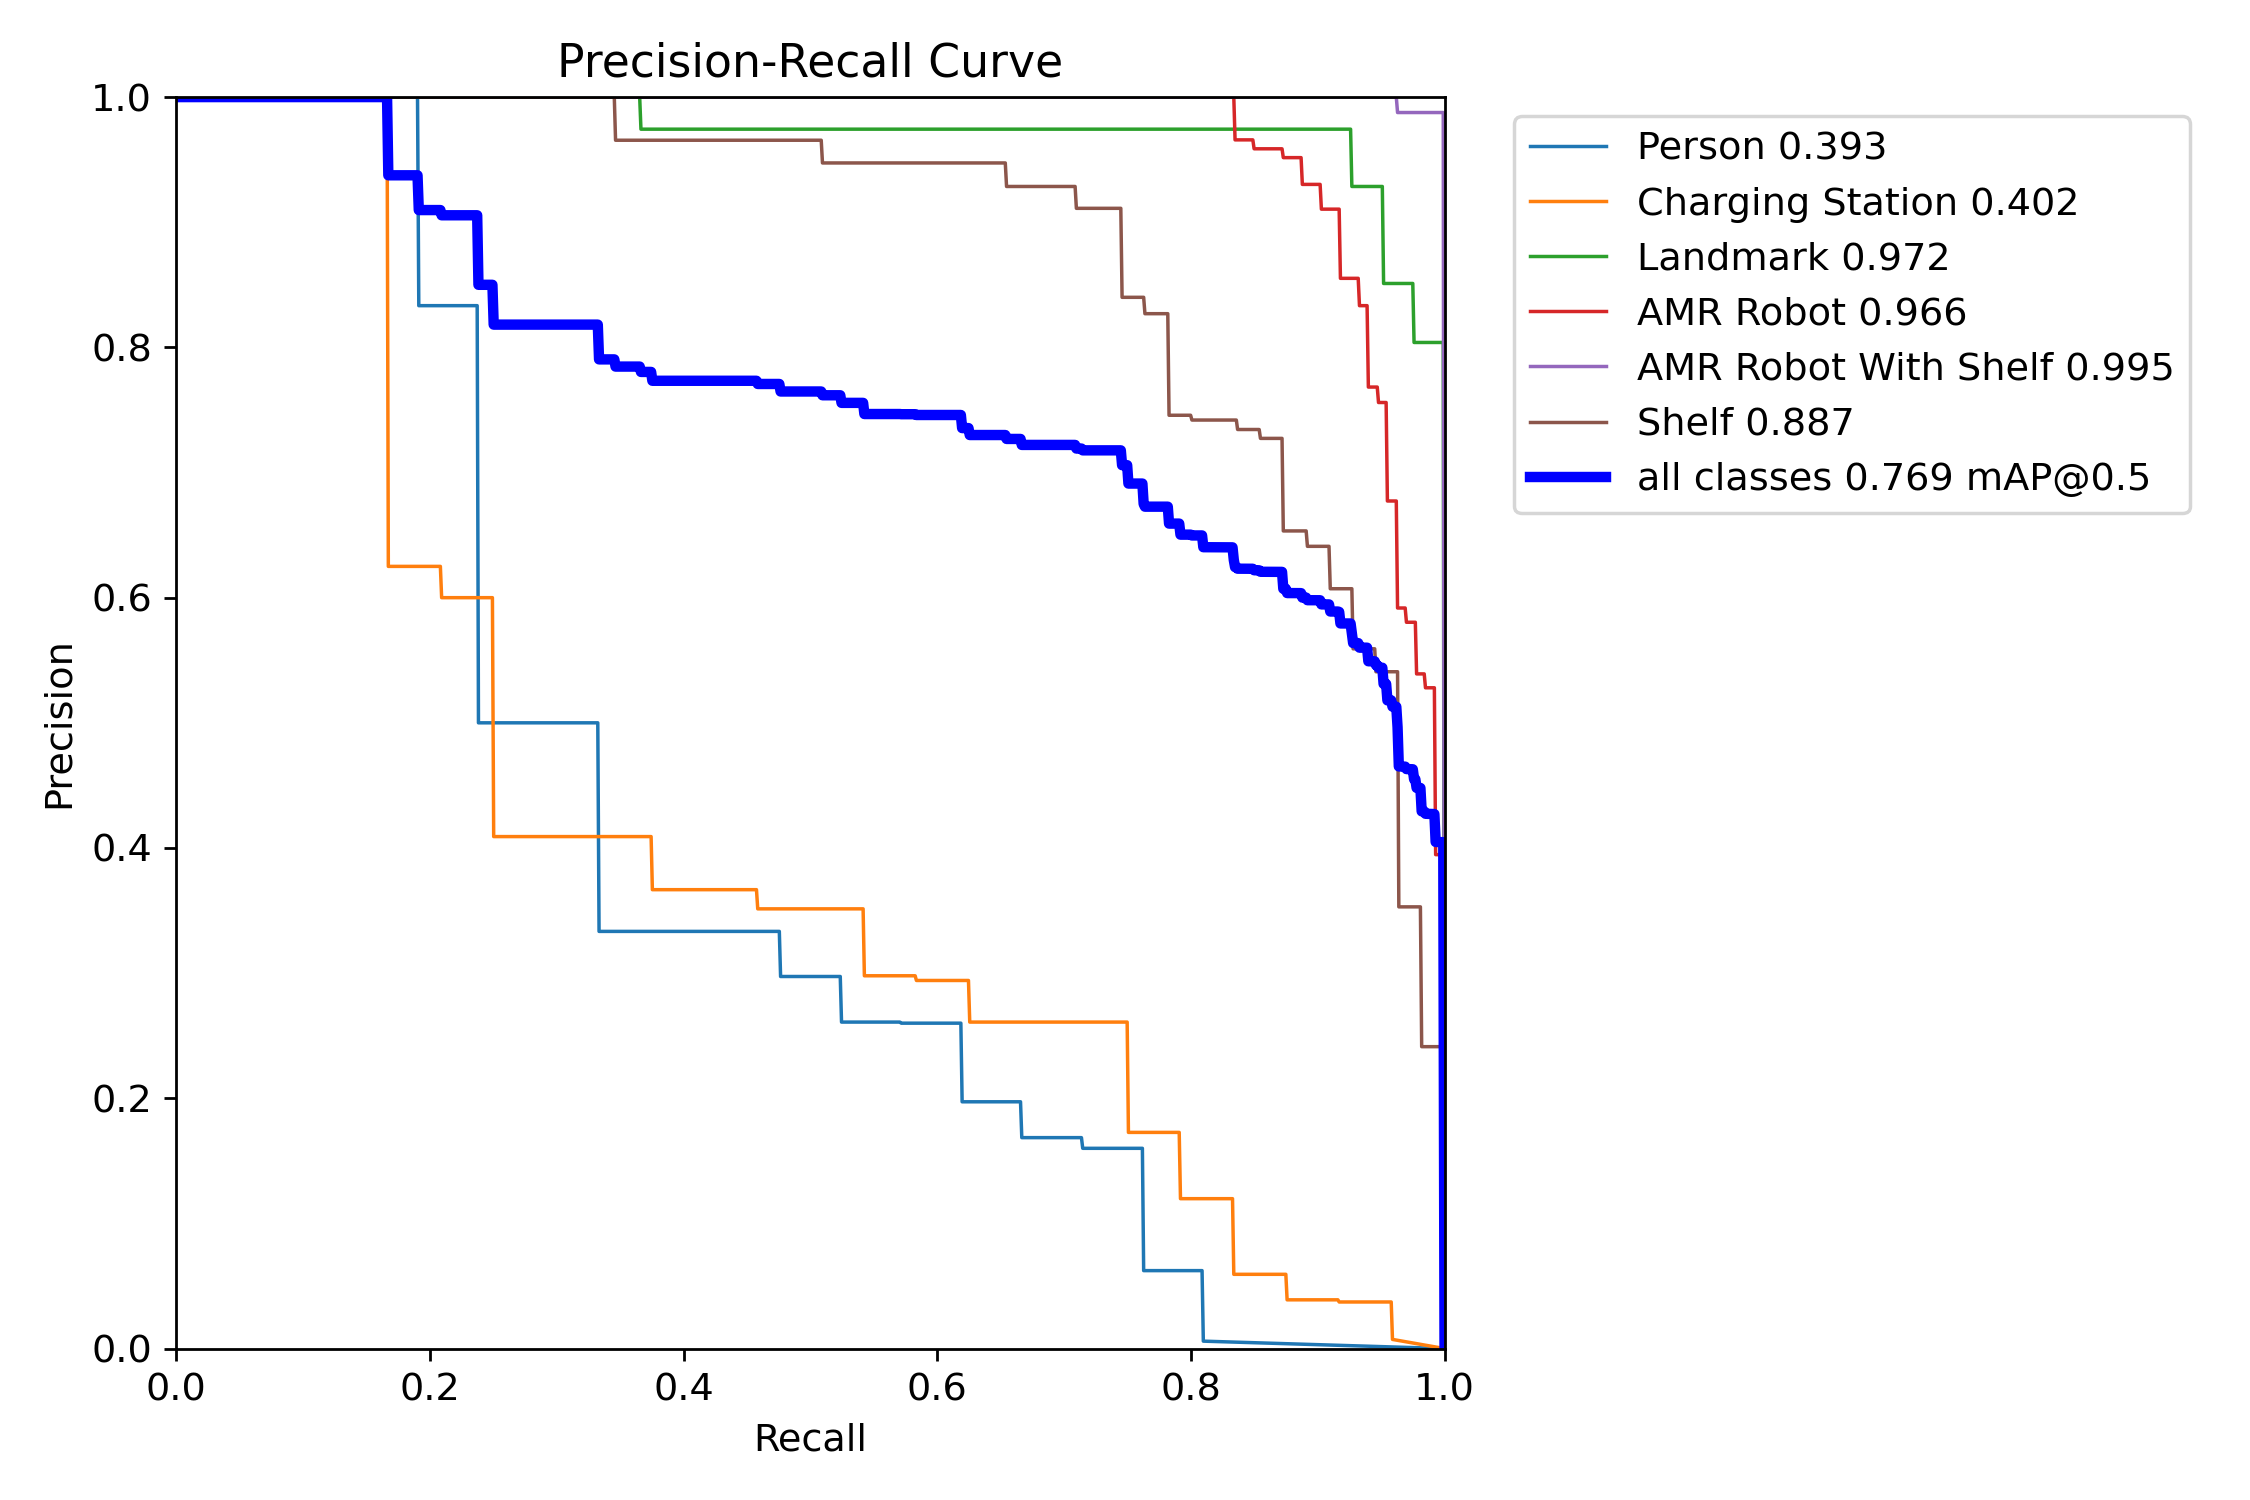 Precision-Recall Curve
1.0
0.8
0.6
0.4
0.2
0.0
Precision
0.0 0.2 0.4 0.6 0.8 1.0
Recall
Person 0.393
Charging Station 0.402
Landmark 0.972
AMR Robot 0.966
AMR Robot With Shelf 0.995
Shelf 0.887
all classes 0.769 mAP@0.5